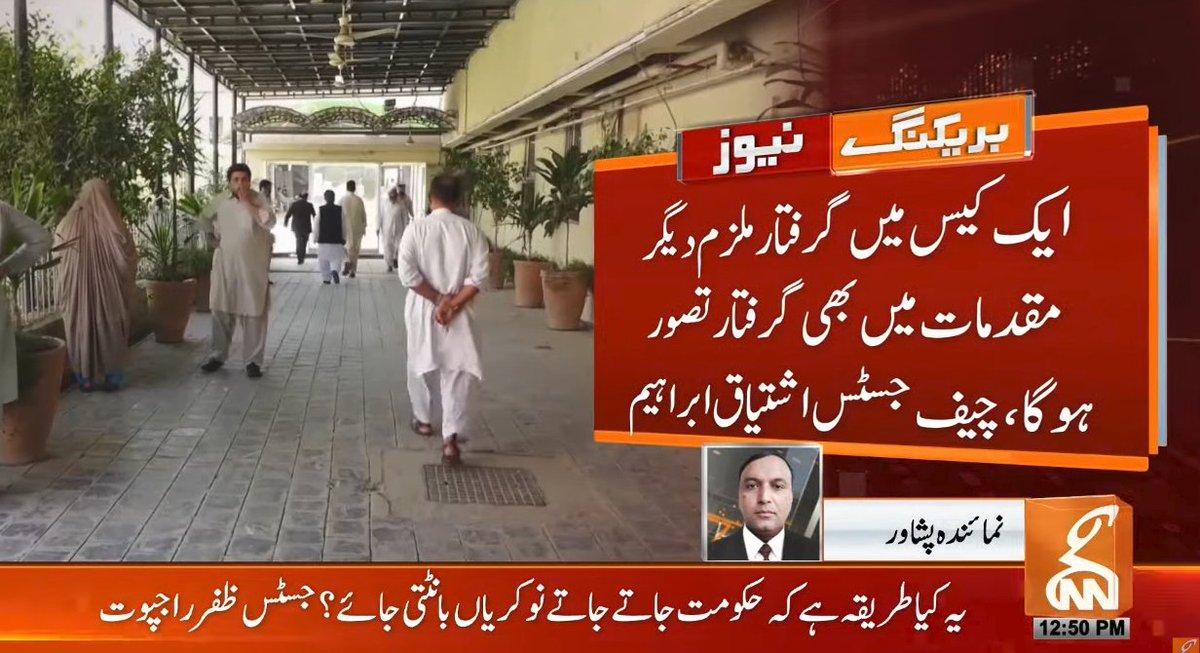 بریکنگ نیوز
ایک کیس میں گرفتار ملزم دیگر
مقدمات میں بھی گرفتار تصور
ہوگا، چیف جسٹس اشتیاق ابراہیم
نمائندہ پشاور
GNN
12:50 PM
یہ کیا طریقہ ہے کہ حکومت جاتے جاتے نوکریاں بانٹتی جائے؟ جسٹس ظفر راجپوت